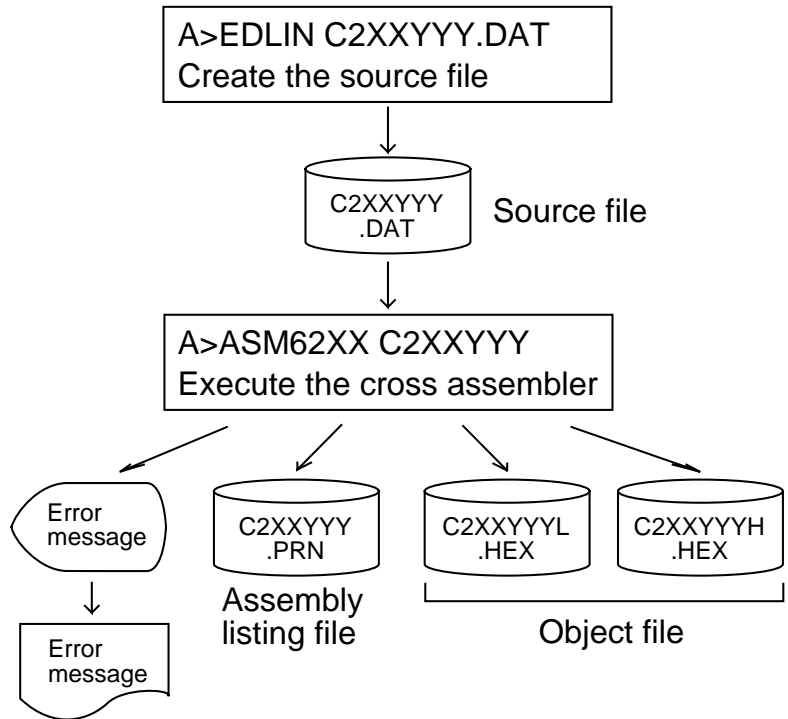 A>EDLIN C2XXYYY.DAT
Create the source file
C2XXYYY
.DAT
Source file
A>ASM62XX C2XXYYY
Execute the cross assembler
Error
message
C2XXYYY
.PRN
C2XXYYYL
.HEX
C2XXYYYH
.HEX
Assembly
listing file
Object file
Error
message